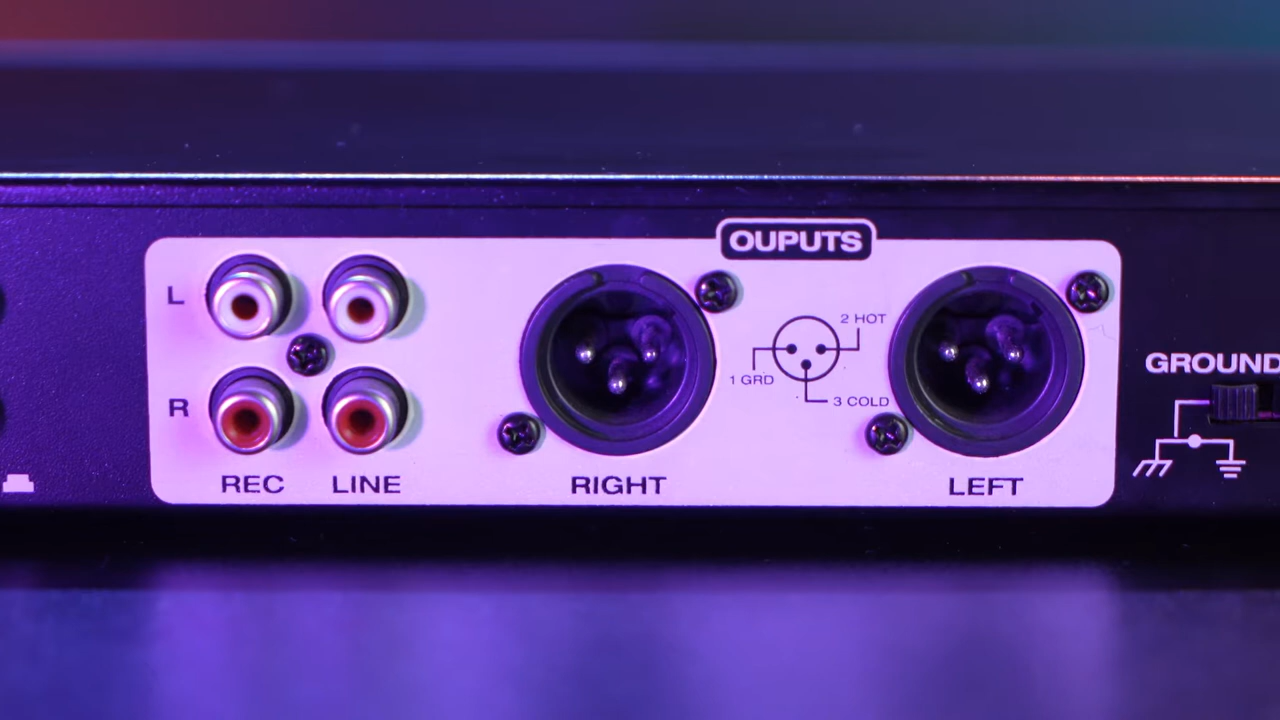 OUPUTS
L
R
REC
LINE
RIGHT
2 HOT
1 GRD
3 COLD
LEFT
GROUND